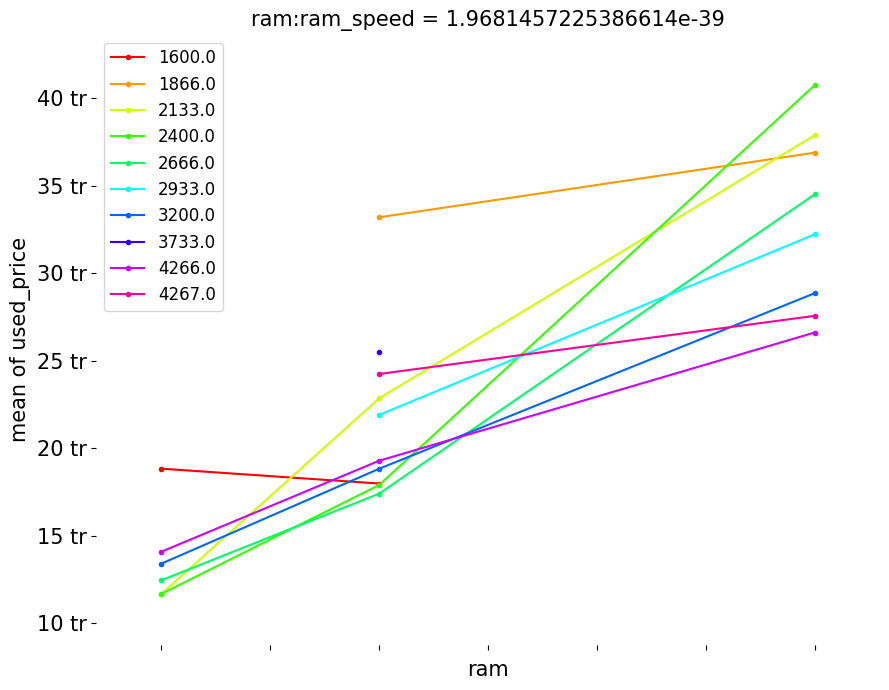 ram:ram_speed = 1.9681457225386614e-39
1600.0
1866.0
2133.0
2400.0
2666.0
2933.0
3200.0
3733.0
4266.0
4267.0
40 tr
35 tr
30 tr
25 tr
20 tr
15 tr
10 tr
mean of used_price
ram